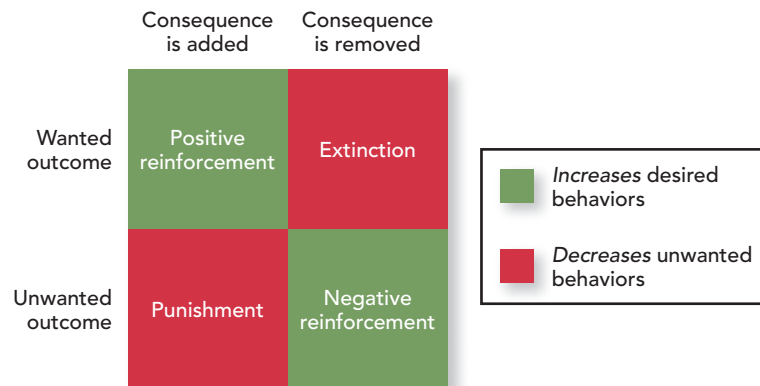 Consequence
is added
Consequence
is removed
Wanted
outcome
Positive
reinforcement
Extinction
Unwanted
outcome
Punishment
Negative
reinforcement
Increases desired
behaviors
Decreases unwanted
behaviors